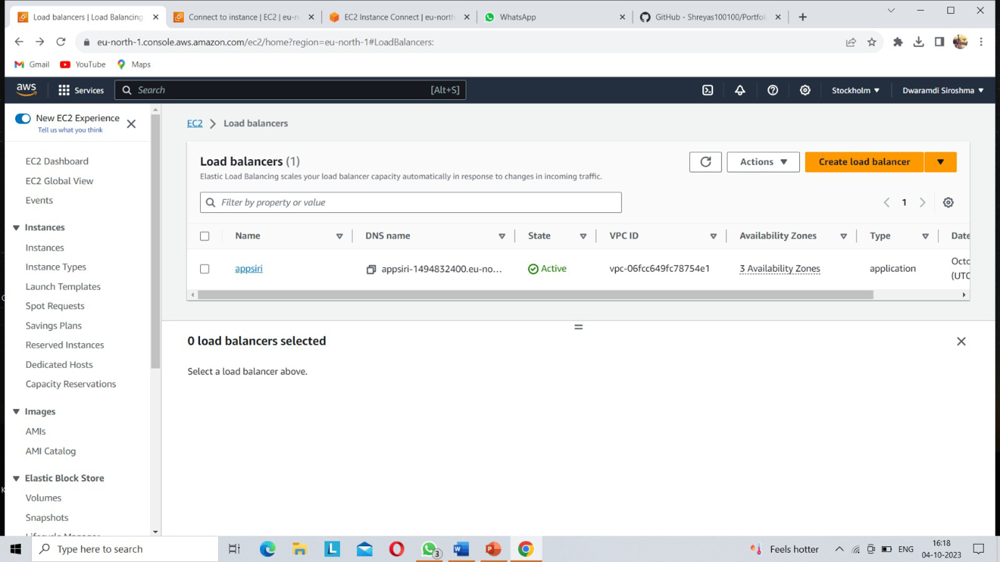 Load balancers | Load Balancing
Connect to instance | EC2 | eu-n
EC2 Instance Connect | eu-north
WhatsApp
GitHub - Shreyas100100/Portfol
eu-north-1.console.aws.amazon.com/ec2/home?region=eu-north-1#LoadBalancers:
Gmail
YouTube
Maps
aws
Services
Search
[Alt+S]
Stockholm
Dwaramdi Siroshma
New EC2 Experience
Tell us what you think
EC2 Dashboard
EC2 Global View
Events
Instances
Instances
Instance Types
Launch Templates
Spot Requests
Savings Plans
Reserved Instances
Dedicated Hosts
Capacity Reservations
Images
AMIs
AMI Catalog
Elastic Block Store
Volumes
Snapshots
Lifecycle Manager
EC2 > Load balancers
Load balancers (1)
Elastic Load Balancing scales your load balancer capacity automatically in response to changes in incoming traffic.
Actions
Create load balancer
Filter by property or value
1
Name
DNS name
State
VPC ID
Availability Zones
Type
Date
appsiri
appsiri-1494832400.eu-no...
Active
vpc-06fcc649fc78754e1
3 Availability Zones
application
Octo
(UTC
0 load balancers selected
Select a load balancer above.
Type here to search
L
3
W
P
Feels hotter
ENG
16:18
04-10-2023